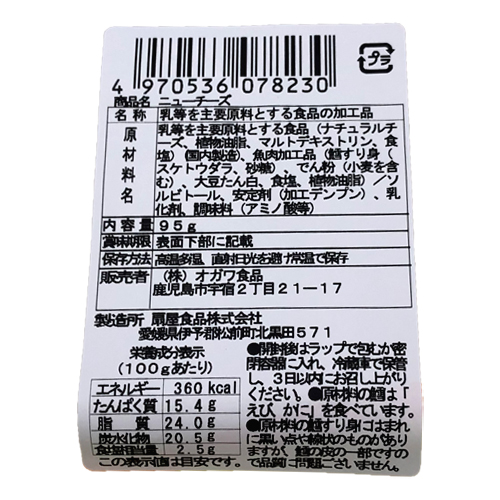 プラ
4 970536 078230
商品名 ニューチーズ
名称 乳等を主要原料とする食品の加工品
原材料名 乳等を主要原料とする食品（ナチュラルチ
ーズ、植物油脂、マルトデキストリン、食
塩）（国内製造）、魚肉加工品（鱈すり身（
スケトウダラ、砂糖）、でん粉（小麦を含
む）、大豆たん白、食塩、植物油脂）／ソ
ルビトール、安定剤（加工デンプン）、乳
化剤、調味料（アミノ酸等）
内容量 95g
賞味期限 表面下部に記載
保存方法 高温多湿、直射日光を避け常温で保存
販売者 （株）オガワ食品
鹿児島市宇宿2丁目21－17
製造所 扇屋食品株式会社
愛媛県伊予郡松前町北黒田571
栄養成分表示
（100gあたり）
エネルギー 360kcal
たんぱく質 15.4g
脂質 24.0g
炭水化物 20.5g
食塩相当量 2.5g
この表示値は目安です。
●開封後はラップで包むか密
閉容器に入れ、冷蔵庫で保管
し、3日以内にお召し上がり
ください。●原材料の鱈は「
えび、かに」を食べています。
●原材料の鱈すり身にはまれ
に黒い点や線状のものがあり
ますが、鱈の皮の一部ですの
で品質に問題ございません。